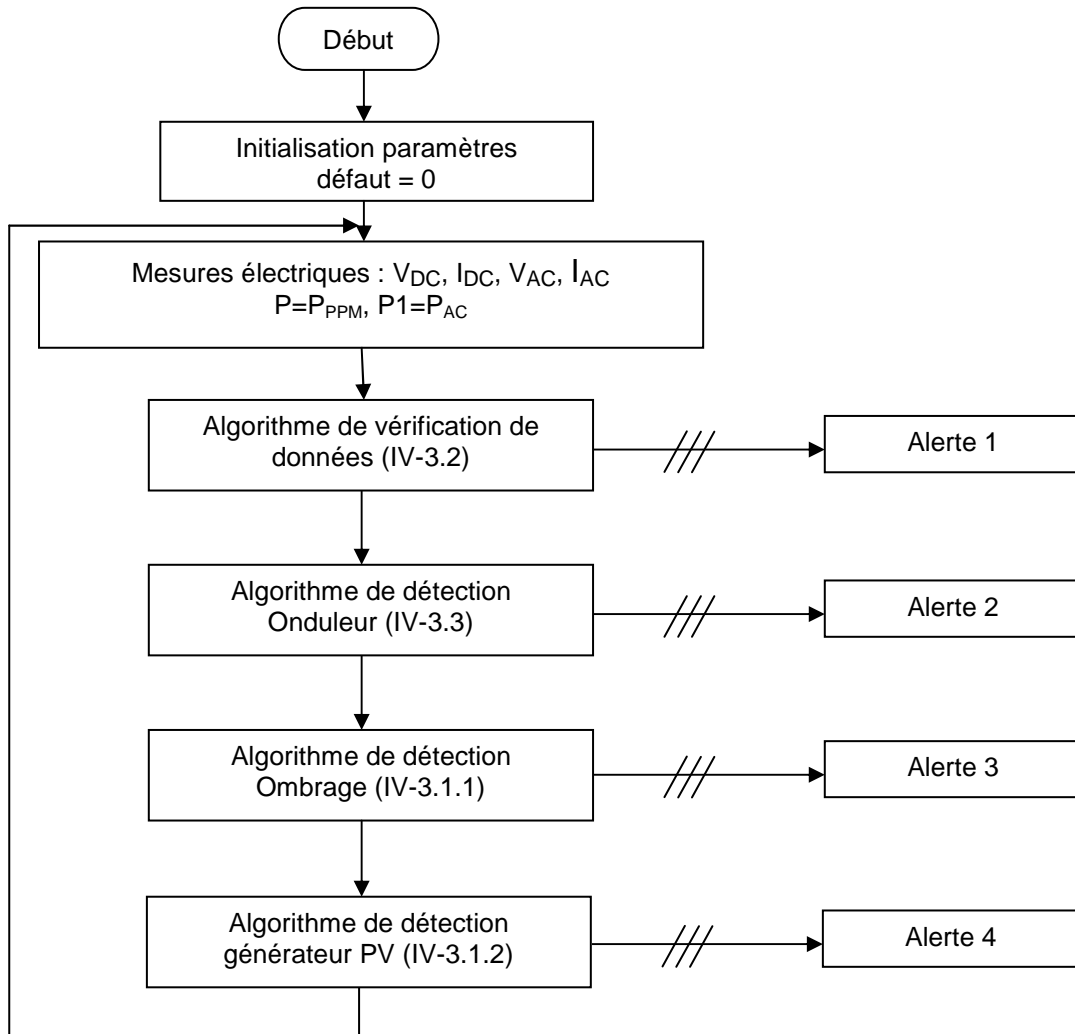 Début
Initialisation paramètres
défaut = 0
Mesures électriques : VDC, IDC, VAC, IAC
P=PPPM, P1=PAC
Algorithme de vérification de
données (IV-3.2)
Alerte 1
Algorithme de détection
Onduleur (IV-3.3)
Alerte 2
Algorithme de détection
Ombrage (IV-3.1.1)
Alerte 3
Algorithme de détection
générateur PV (IV-3.1.2)
Alerte 4